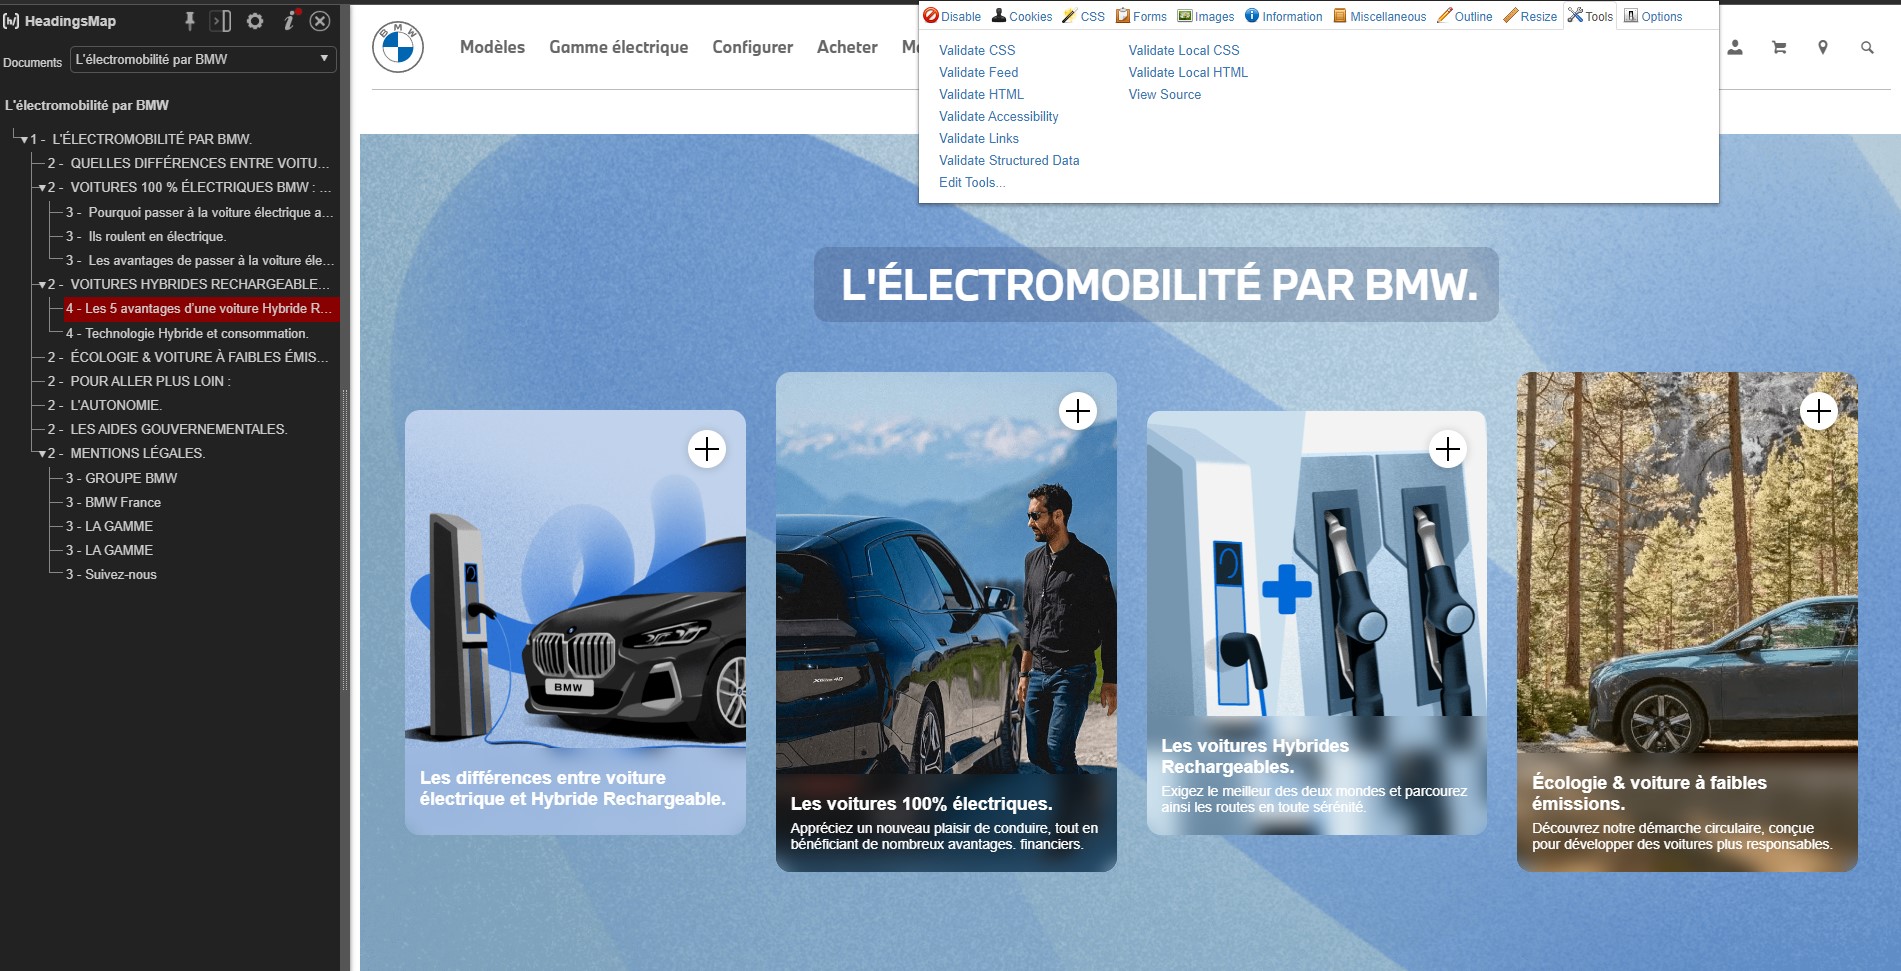 HeadingsMap
Documents L'électromobilité par BMW
L'électromobilité par BMW
1 - L'ÉLECTROMOBILITÉ PAR BMW.
2 - QUELLES DIFFÉRENCES ENTRE VOITU...
2 - VOITURES 100 % ÉLECTRIQUES BMW : ...
3 - Pourquoi passer à la voiture électrique a...
3 - Ils roulent en électrique.
3 - Les avantages de passer à la voiture éle...
2 - VOITURES HYBRIDES RECHARGEABLE...
4 - Les 5 avantages d'une voiture Hybride R...
4 - Technologie Hybride et consommation.
2 - ÉCOLOGIE & VOITURE À FAIBLES ÉMIS...
2 - POUR ALLER PLUS LOIN :
2 - L'AUTONOMIE.
2 - LES AIDES GOUVERNEMENTALES.
2 - MENTIONS LÉGALES.
3 - GROUPE BMW
3 - BMW France
3 - LA GAMME
3 - LA GAMME
3 - Suivez-nous
BMW
Modèles Gamme électrique Configurer Acheter
Disable Cookies CSS Forms Images Information Miscellaneous Outline Resize Tools Options
Validate CSS
Validate Feed
Validate HTML
Validate Accessibility
Validate Links
Validate Structured Data
Edit Tools...
Validate Local CSS
Validate Local HTML
View Source
L'ÉLECTROMOBILITÉ PAR BMW.
BMW
Les différences entre voiture
électrique et Hybride Rechargeable.
Les voitures 100% électriques.
Appréciez un nouveau plaisir de conduire, tout en
bénéficiant de nombreux avantages. financiers.
Les voitures Hybrides
Rechargeables.
Exigez le meilleur des deux mondes et parcourez
ainsi les routes en toute sérénité.
Écologie & voiture à faibles
émissions.
Découvrez notre démarche circulaire, conçue
pour développer des voitures plus responsables.